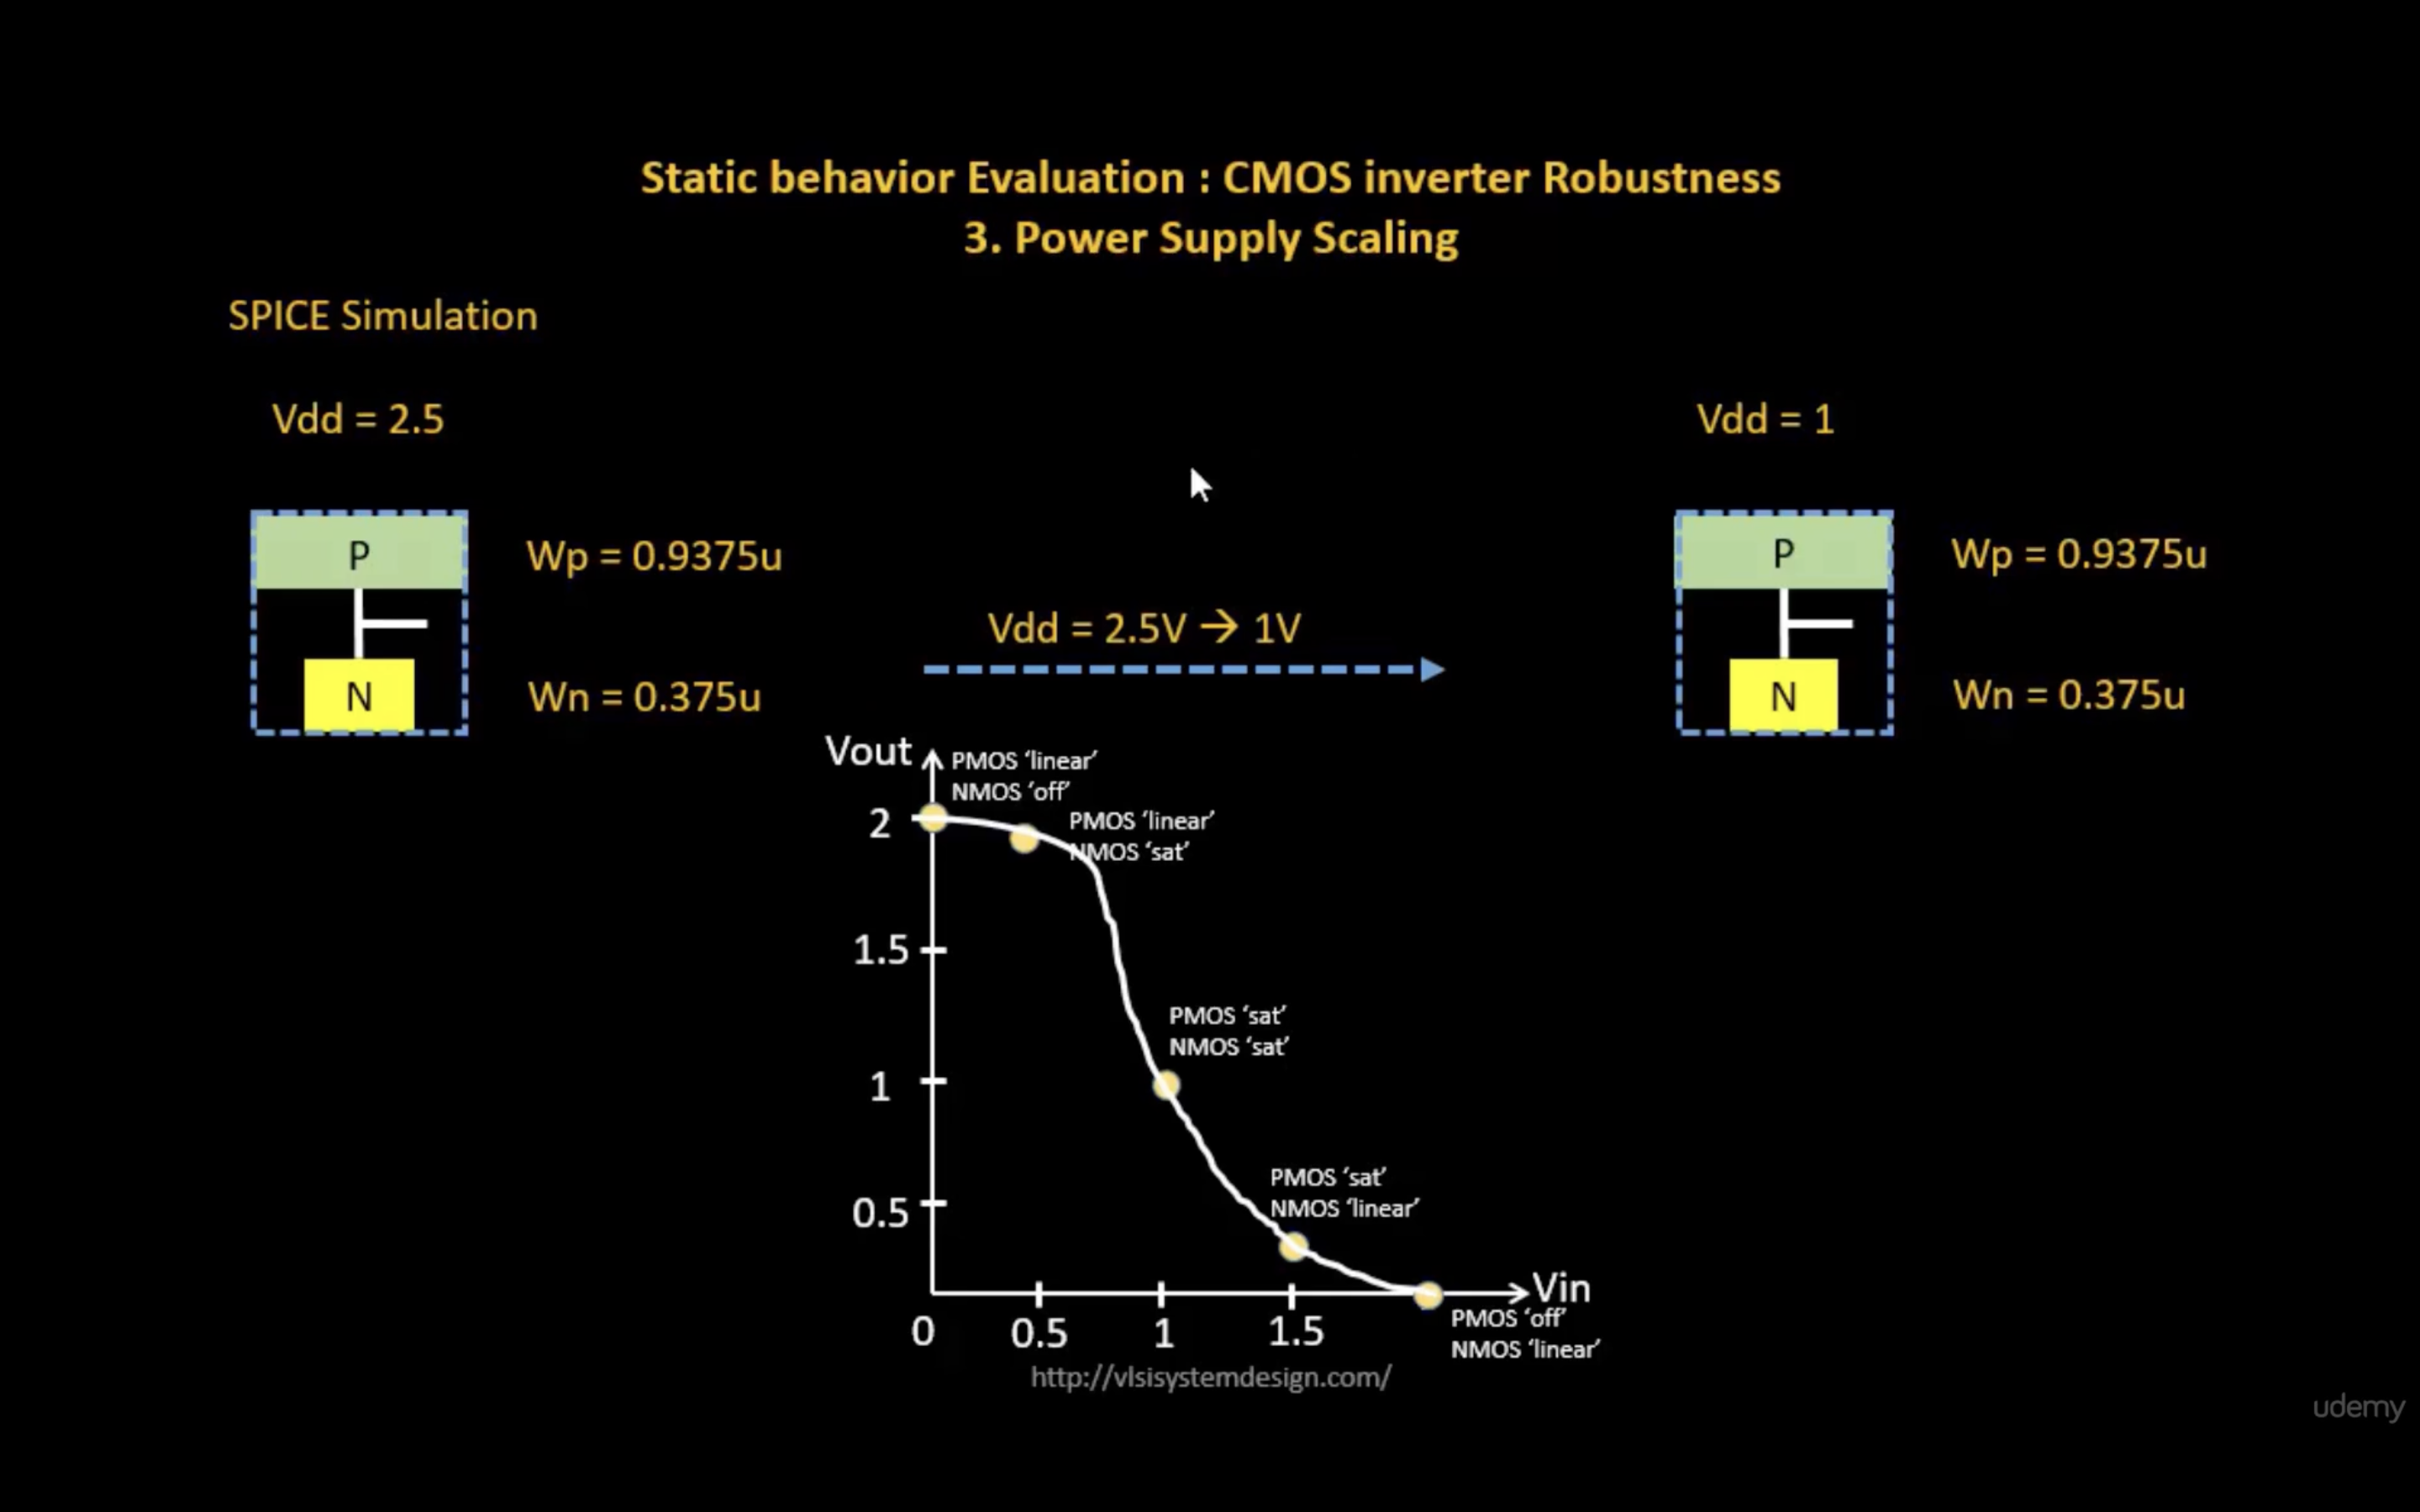 Static behavior Evaluation : CMOS inverter Robustness
3. Power Supply Scaling
SPICE Simulation
Vdd = 2.5
Vdd = 1
P
Wp = 0.9375u
P
Wp = 0.9375u
Vdd = 2.5V → 1V
N
Wn = 0.375u
N
Wn = 0.375u
Vout
PMOS ‘linear’
NMOS ‘off’
2
PMOS ‘linear’
NMOS ‘sat’
1.5
PMOS ‘sat’
NMOS ‘sat’
1
PMOS ‘sat’
NMOS ‘linear’
0.5
Vin
PMOS ‘off’
NMOS ‘linear’
0 0.5 1 1.5
http://vlsisystemdesign.com/
udemy